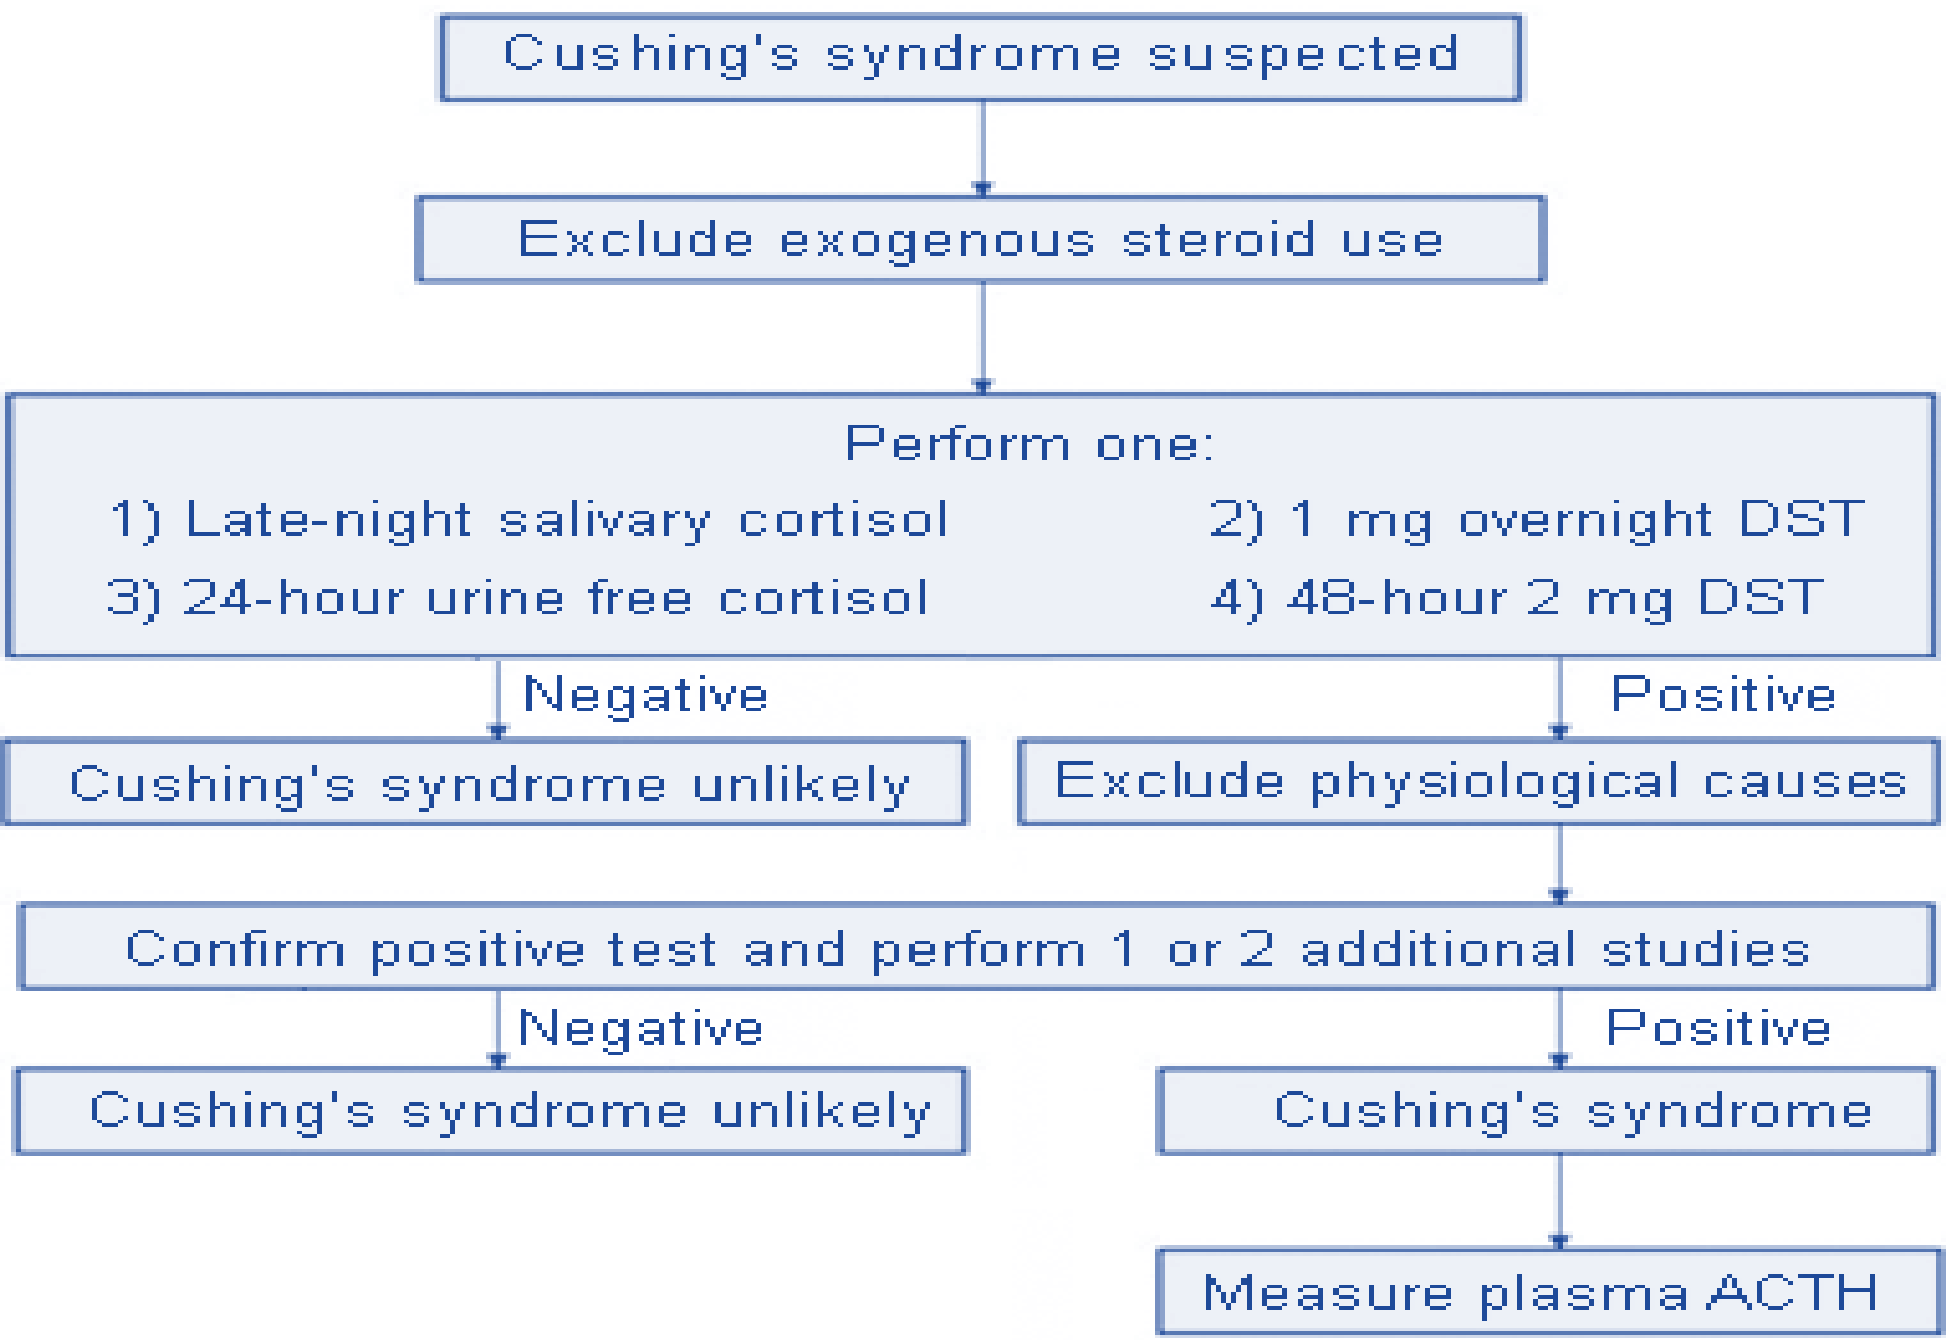 Cushing's syndrome suspected
Exclude exogenous steroid use
Perform one:
1) Late-night salivary cortisol
2) 1 mg overnight DST
3) 24-hour urine free cortisol
4) 48-hour 2 mg DST
Negative
Positive
Cushing's syndrome unlikely
Exclude physiological causes
Confirm positive test and perform 1 or 2 additional studies
Negative
Positive
Cushing's syndrome unlikely
Cushing's syndrome
Measure plasma ACTH